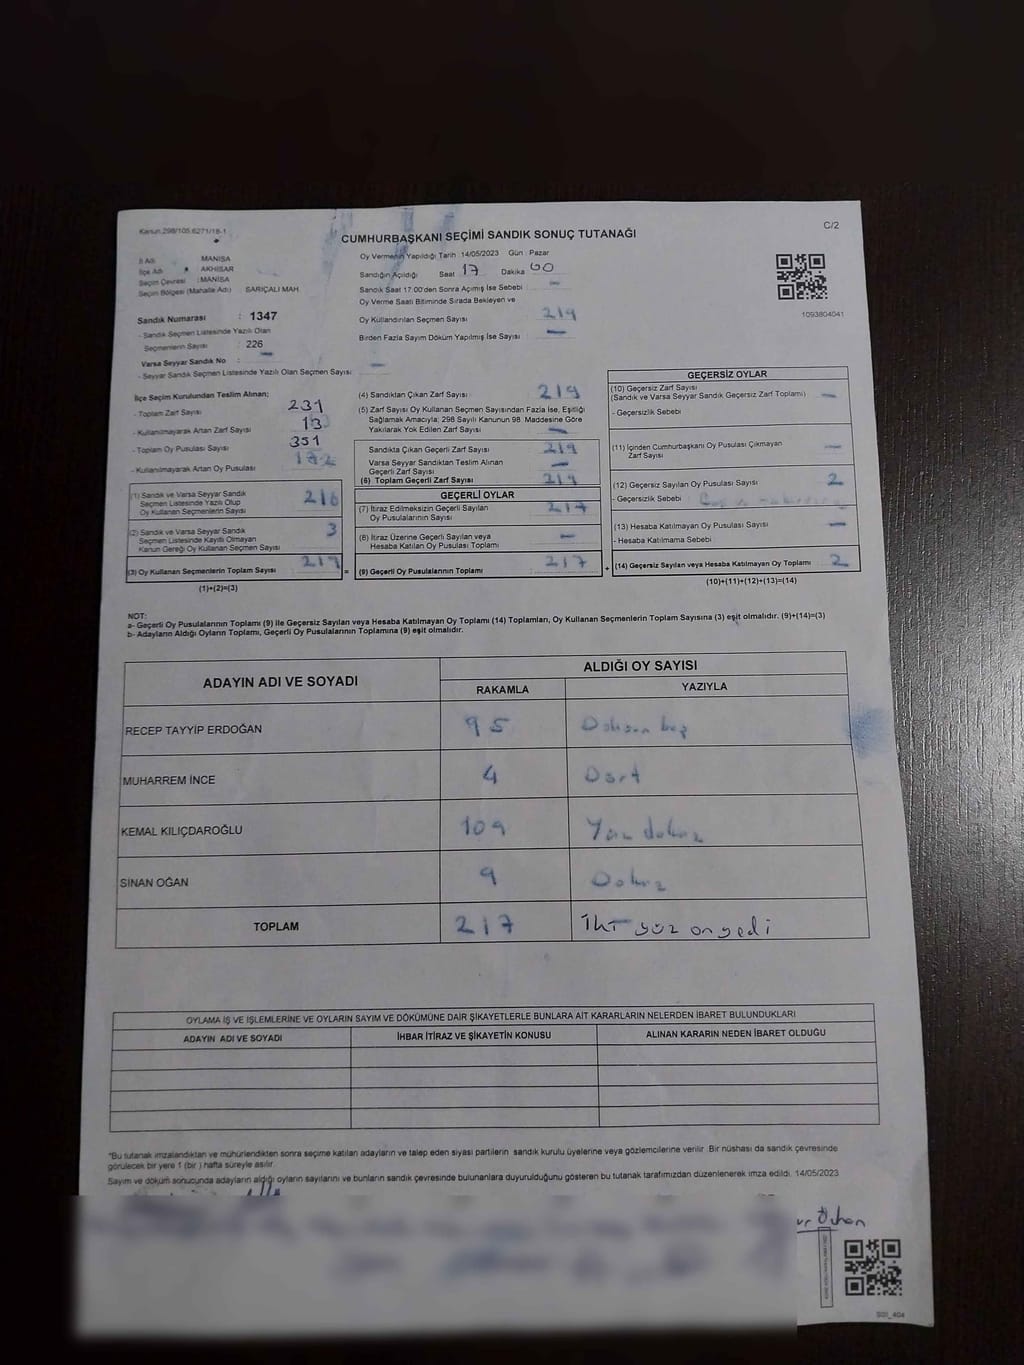 Kanun.298/105.6271/18-1
C/2
CUMHURBAŞKANI SEÇİMİ SANDIK SONUÇ TUTANAĞI
İl Adı : MANİSA
İlçe Adı : AKHİSAR
Seçim Çevresi : MANİSA
Seçim Bölgesi (Mahalle Adı) : SARIÇALI MAH.
Sandık Numarası : 1347
- Sandık Seçmen Listesinde Yazılı Olan
Seçmenlerin Sayısı : 226
Varsa Seyyar Sandık No : –
- Seyyar Sandık Seçmen Listesinde Yazılı Olan Seçmen Sayısı : –
Oy Vermenin Yapıldığı Tarih :14/05/2023 Gün : Pazar
Sandığın Açıldığı Saat 17 Dakika 00
Sandık Saat 17:00'den Sonra Açımış İse Sebebi : –
Oy Verme Saati Bitiminde Sırada Bekleyen ve
Oy Kullandırılan Seçmen Sayısı : 219
Birden Fazla Sayım Döküm Yapılmış İse Sayısı : –
1093804041
İlçe Seçim Kurulundan Teslim Alınan;
- Toplam Zarf Sayısı : 231
- Kullanılmayarak Artan Zarf Sayısı : 13
- Toplam Oy Pusulası Sayısı : 351
- Kullanılmayarak Artan Oy Pusulası :
(1) Sandık ve Varsa Seyyar Sandık
Seçmen Listesinde Yazılı Olup
Oy Kullanan Seçmenlerin Sayısı : 216
(2) Sandık ve Varsa Seyyar Sandık
Seçmen Listesinde Kayıtlı Olmayan
Kanun Gereği Oy Kullanan Seçmen Sayısı : 3
(3) Oy Kullanan Seçmenlerin Toplam Sayısı : 219
(1)+(2)=(3)
(4) Sandıktan Çıkan Zarf Sayısı : 219
(5) Zarf Sayısı Oy Kullanan Seçmen Sayısından Fazla İse, Eşitliği
Sağlamak Amacıyla; 298 Sayılı Kanunun 98. Maddesine Göre
Yakılarak Yok Edilen Zarf Sayısı : –
Sandıkta Çıkan Geçerli Zarf Sayısı : 219
Varsa Seyyar Sandıktan Teslim Alınan
Geçerli Zarf Sayısı : –
(6) Toplam Geçerli Zarf Sayısı : 219
GEÇERLİ OYLAR
(7) İtiraz Edilmeksizin Geçerli Sayılan
Oy Pusulalarının Sayısı : 217
(8) İtiraz Üzerine Geçerli Sayılan veya
Hesaba Katılan Oy Pusulası Toplamı : –
= (9) Geçerli Oy Pusulalarının Toplamı : 217
GEÇERSİZ OYLAR
(10) Geçersiz Zarf Sayısı
(Sandık ve Varsa Seyyar Sandık Geçersiz Zarf Toplamı) : –
- Geçersizlik Sebebi
(11) İçinden Cumhurbaşkanı Oy Pusulası Çıkmayan
Zarf Sayısı : –
(12) Geçersiz Sayılan Oy Pusulası Sayısı : 2
- Geçersizlik Sebebi :
(13) Hesaba Katılmayan Oy Pusulası Sayısı : –
- Hesaba Katılmama Sebebi
+ (14) Geçersiz Sayılan veya Hesaba Katılmayan Oy Toplamı : 2
(10)+(11)+(12)+(13)=(14)
NOT:
a- Geçerli Oy Pusulasının Toplamı (9) ile Geçersiz Sayılan veya Hesaba Katılmayan Oy Toplamı (14) Toplamları, Oy Kullanan Seçmenlerin Toplam Sayısına (3) eşit olmalıdır. (9)+(14)=(3)
b- Adayların Aldığı Oyların Toplamı, Geçerli Oy Pusulalarının Toplamına (9) eşit olmalıdır.
ADAYIN ADI VE SOYADI
ALDIĞI OY SAYISI
RAKAMLA YAZIYLA
RECEP TAYYİP ERDOĞAN 95 Doksan beş
MUHARREM İNCE 4 Dört
KEMAL KILIÇDAROĞLU 109 Yüz dokuz
SİNAN OĞAN 9 Dokuz
TOPLAM 217 İki yüz on yedi
OYLAMA İŞ VE İŞLEMLERİNE VE OYLARIN SAYIM VE DÖKÜMÜNE DAİR ŞİKAYETLERLE BUNLARA AİT KARARLARIN NELERDEN İBARET BULUNDUKLARI
ADAYIN ADI VE SOYADI İHBAR İTİRAZ VE ŞİKAYETİN KONUSU ALINAN KARARIN NEDEN İBARET OLDUĞU
*Bu tutanak imzalandıktan ve mühürlendikten sonra seçime katılan adayların ve talep eden siyasi partilerin sandık kurulu üyelerine veya gözlemcilerine verilir. Bir nüshası da sandık çevresinde
görülecek bir yere 1 (bir ) hafta süreyle asılır.
Sayım ve döküm sonucunda adayların aldığı oyların sayılarını ve bunların sandık çevresinde bulunanlara duyurulduğunu gösteren bu tutanak tarafımızdan düzenlenerek imza edildi. 14/05/2023